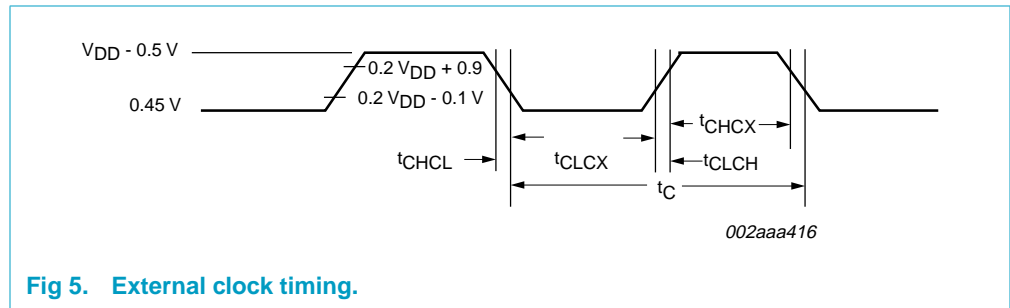 VDD - 0.5 V
0.2 VDD + 0.9
0.2 VDD - 0.1 V
0.45 V
tCHCX
tCHCL
tCLCX
tCLCH
tC
002aaa416
Fig 5. External clock timing.